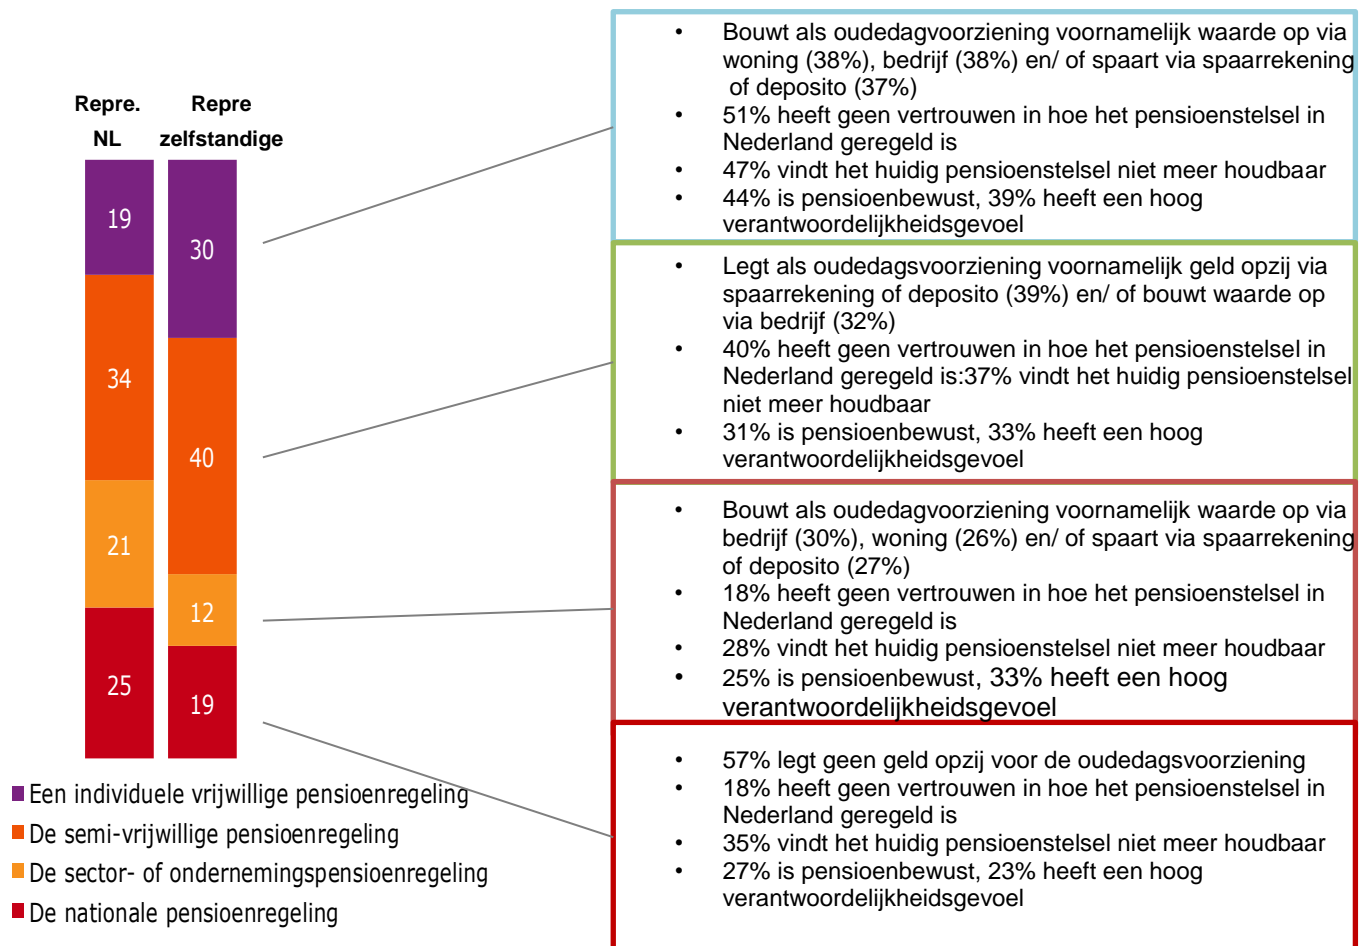 Repre.
NL
Repre
zelfstandige
19
34
21
25
30
40
12
19
Een individuele vrijwillige pensioenregeling
De semi-vrijwillige pensioenregeling
De sector- of ondernemingspensioenregeling
De nationale pensioenregeling
• Bouwt als oudedagvoorziening voornamelijk waarde op via
woning (38%), bedrijf (38%) en/ of spaart via spaarrekening
of deposito (37%)
• 51% heeft geen vertrouwen in hoe het pensioenstelsel in
Nederland geregeld is
• 47% vindt het huidig pensioenstelsel niet meer houdbaar
• 44% is pensioenbewust, 39% heeft een hoog
verantwoordelijkheidsgevoel
• Legt als oudedagsvoorziening voornamelijk geld opzij via
spaarrekening of deposito (39%) en/ of bouwt waarde op
via bedrijf (32%)
• 40% heeft geen vertrouwen in hoe het pensioenstelsel in
Nederland geregeld is:37% vindt het huidig pensioenstelsel
niet meer houdbaar
• 31% is pensioenbewust, 33% heeft een hoog
verantwoordelijkheidsgevoel
• Bouwt als oudedagvoorziening voornamelijk waarde op via
bedrijf (30%), woning (26%) en/ of spaart via spaarrekening
of deposito (27%)
• 18% heeft geen vertrouwen in hoe het pensioenstelsel in
Nederland geregeld is
• 28% vindt het huidig pensioenstelsel niet meer houdbaar
• 25% is pensioenbewust, 33% heeft een hoog
verantwoordelijkheidsgevoel
• 57% legt geen geld opzij voor de oudedagsvoorziening
• 18% heeft geen vertrouwen in hoe het pensioenstelsel in
Nederland geregeld is
• 35% vindt het huidig pensioenstelsel niet meer houdbaar
• 27% is pensioenbewust, 23% heeft een hoog
verantwoordelijkheidsgevoel